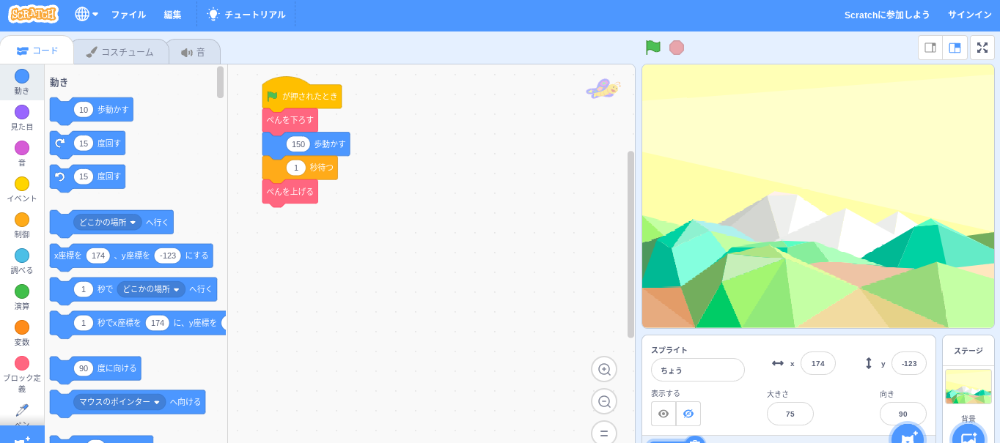 SCRATCH ファイル 編集 チュートリアル Scratchに参加しよう サインイン
コード コスチューム 音
動き
見た目
音
イベント
制御
調べる
演算
変数
ブロック定
義
ペン
動き
10 歩動かす
15 度回す
15 度回す
どこかの場所 へ行く
x座標を 174 、y座標を -123 にする
1 秒で どこかの場所 へ行く
1 秒でx座標を 174 に、y座標を
90 度に向ける
マウスのポインター へ向ける
が押されたとき
ぺんを下ろす
150 歩動かす
1 秒待つ
ぺんを上げる
スプライト
ちょう
x 174 y -123
表示する 大きさ 向き
75 90
ステージ
背景